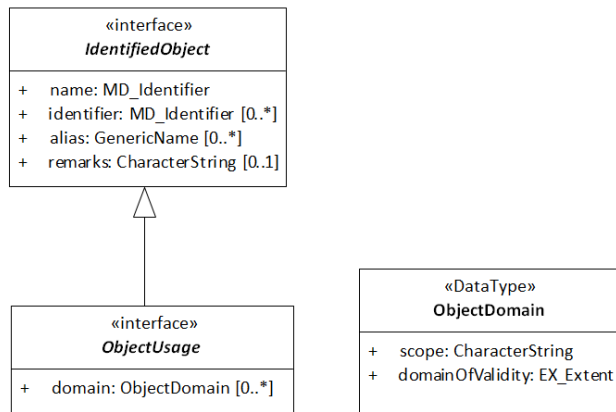 «interface»
IdentifiedObject
+ name: MD_Identifier
+ identifier: MD_Identifier [0..*]
+ alias: GenericName [0..*]
+ remarks: CharacterString [0..1]
«interface»
ObjectUsage
+ domain: ObjectDomain [0..*]
«DataType»
ObjectDomain
+ scope: CharacterString
+ domainOfValidity: EX_Extent